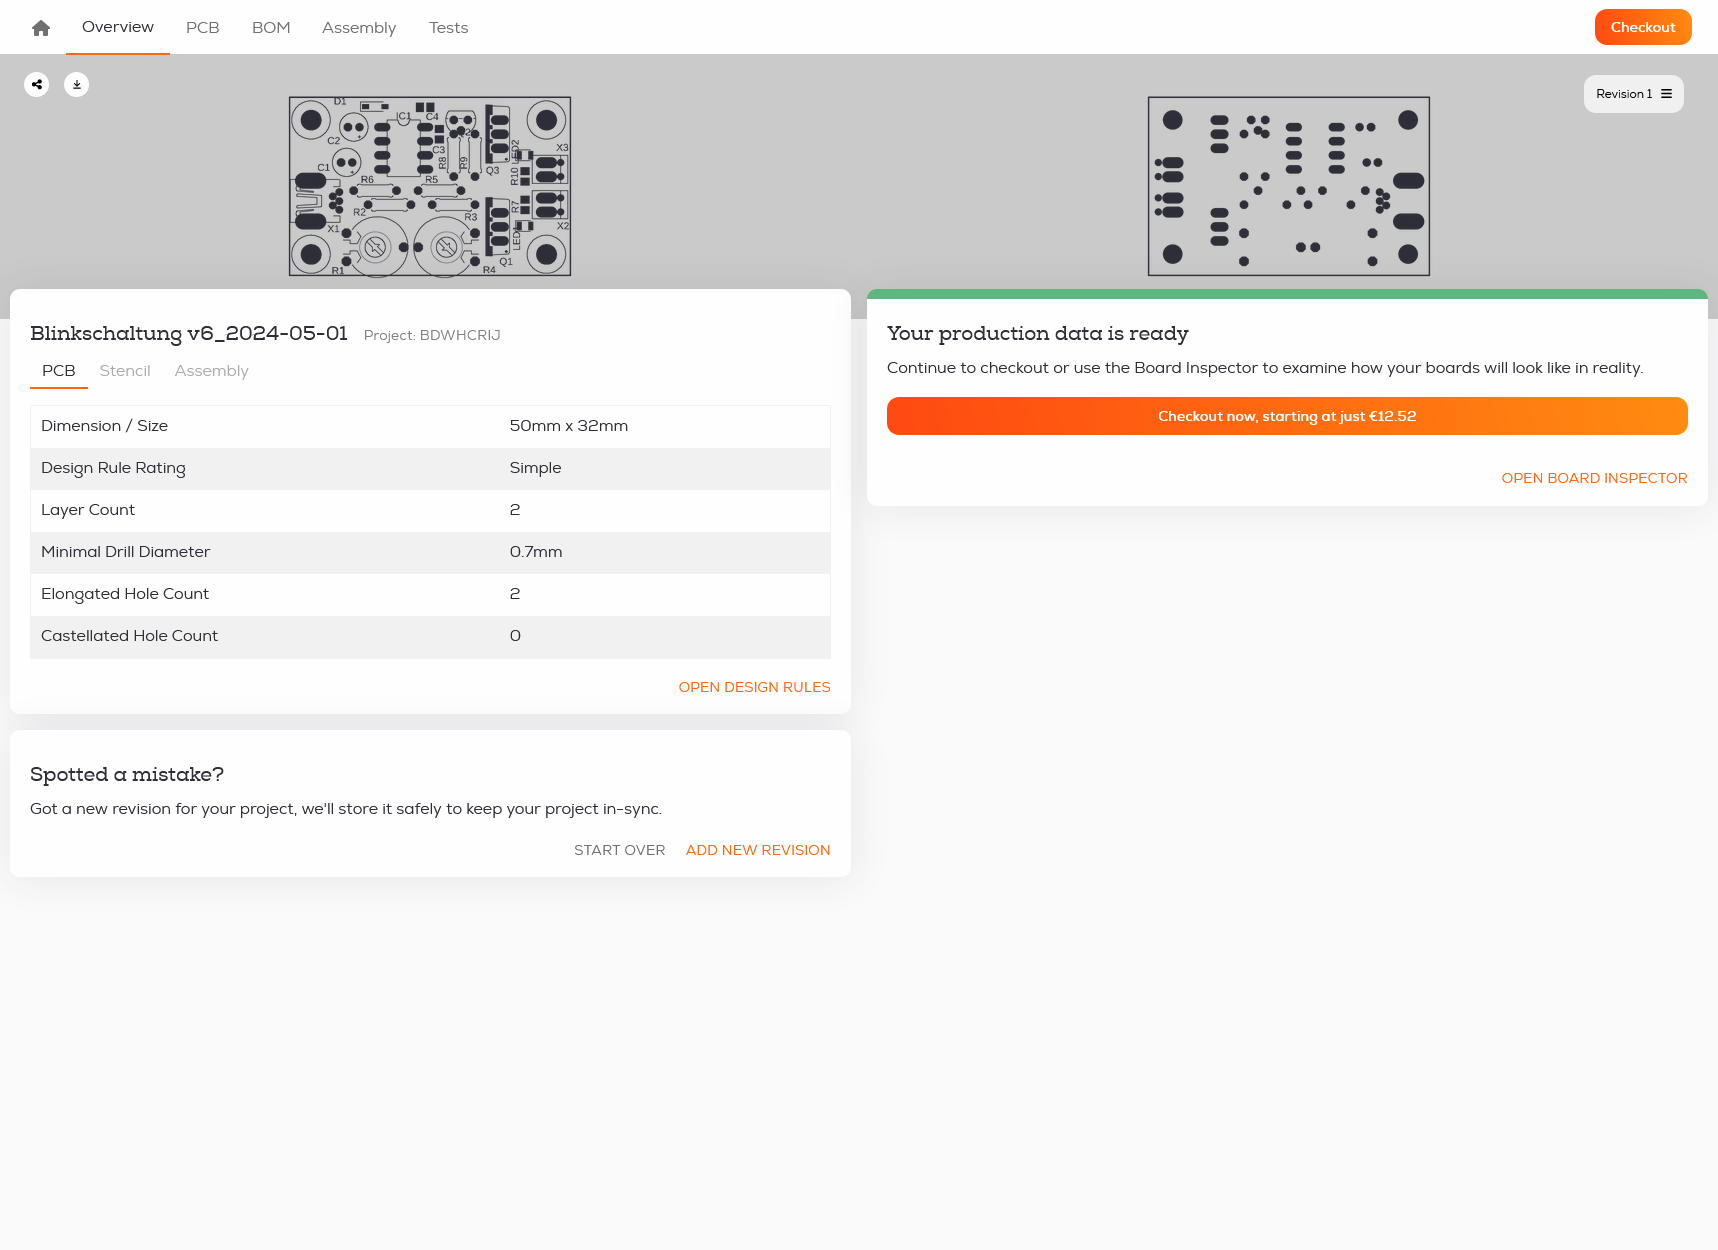 Overview PCB BOM Assembly Tests Checkout
Revision 1
D1
IC1 C4
C2
C3
C1
R8 R9
LED2
X3
Q3
R10
R6 R5
R2 R3
R7
X1
X2
LED1
Q1
R1 R4
Blinkschaltung v6_2024-05-01 Project: BDWHCRIJ
PCB Stencil Assembly
Dimension / Size 50mm x 32mm
Design Rule Rating Simple
Layer Count 2
Minimal Drill Diameter 0.7mm
Elongated Hole Count 2
Castellated Hole Count 0
OPEN DESIGN RULES
Spotted a mistake?
Got a new revision for your project, we'll store it safely to keep your project in-sync.
START OVER ADD NEW REVISION
Your production data is ready
Continue to checkout or use the Board Inspector to examine how your boards will look like in reality.
Checkout now, starting at just €12.52
OPEN BOARD INSPECTOR